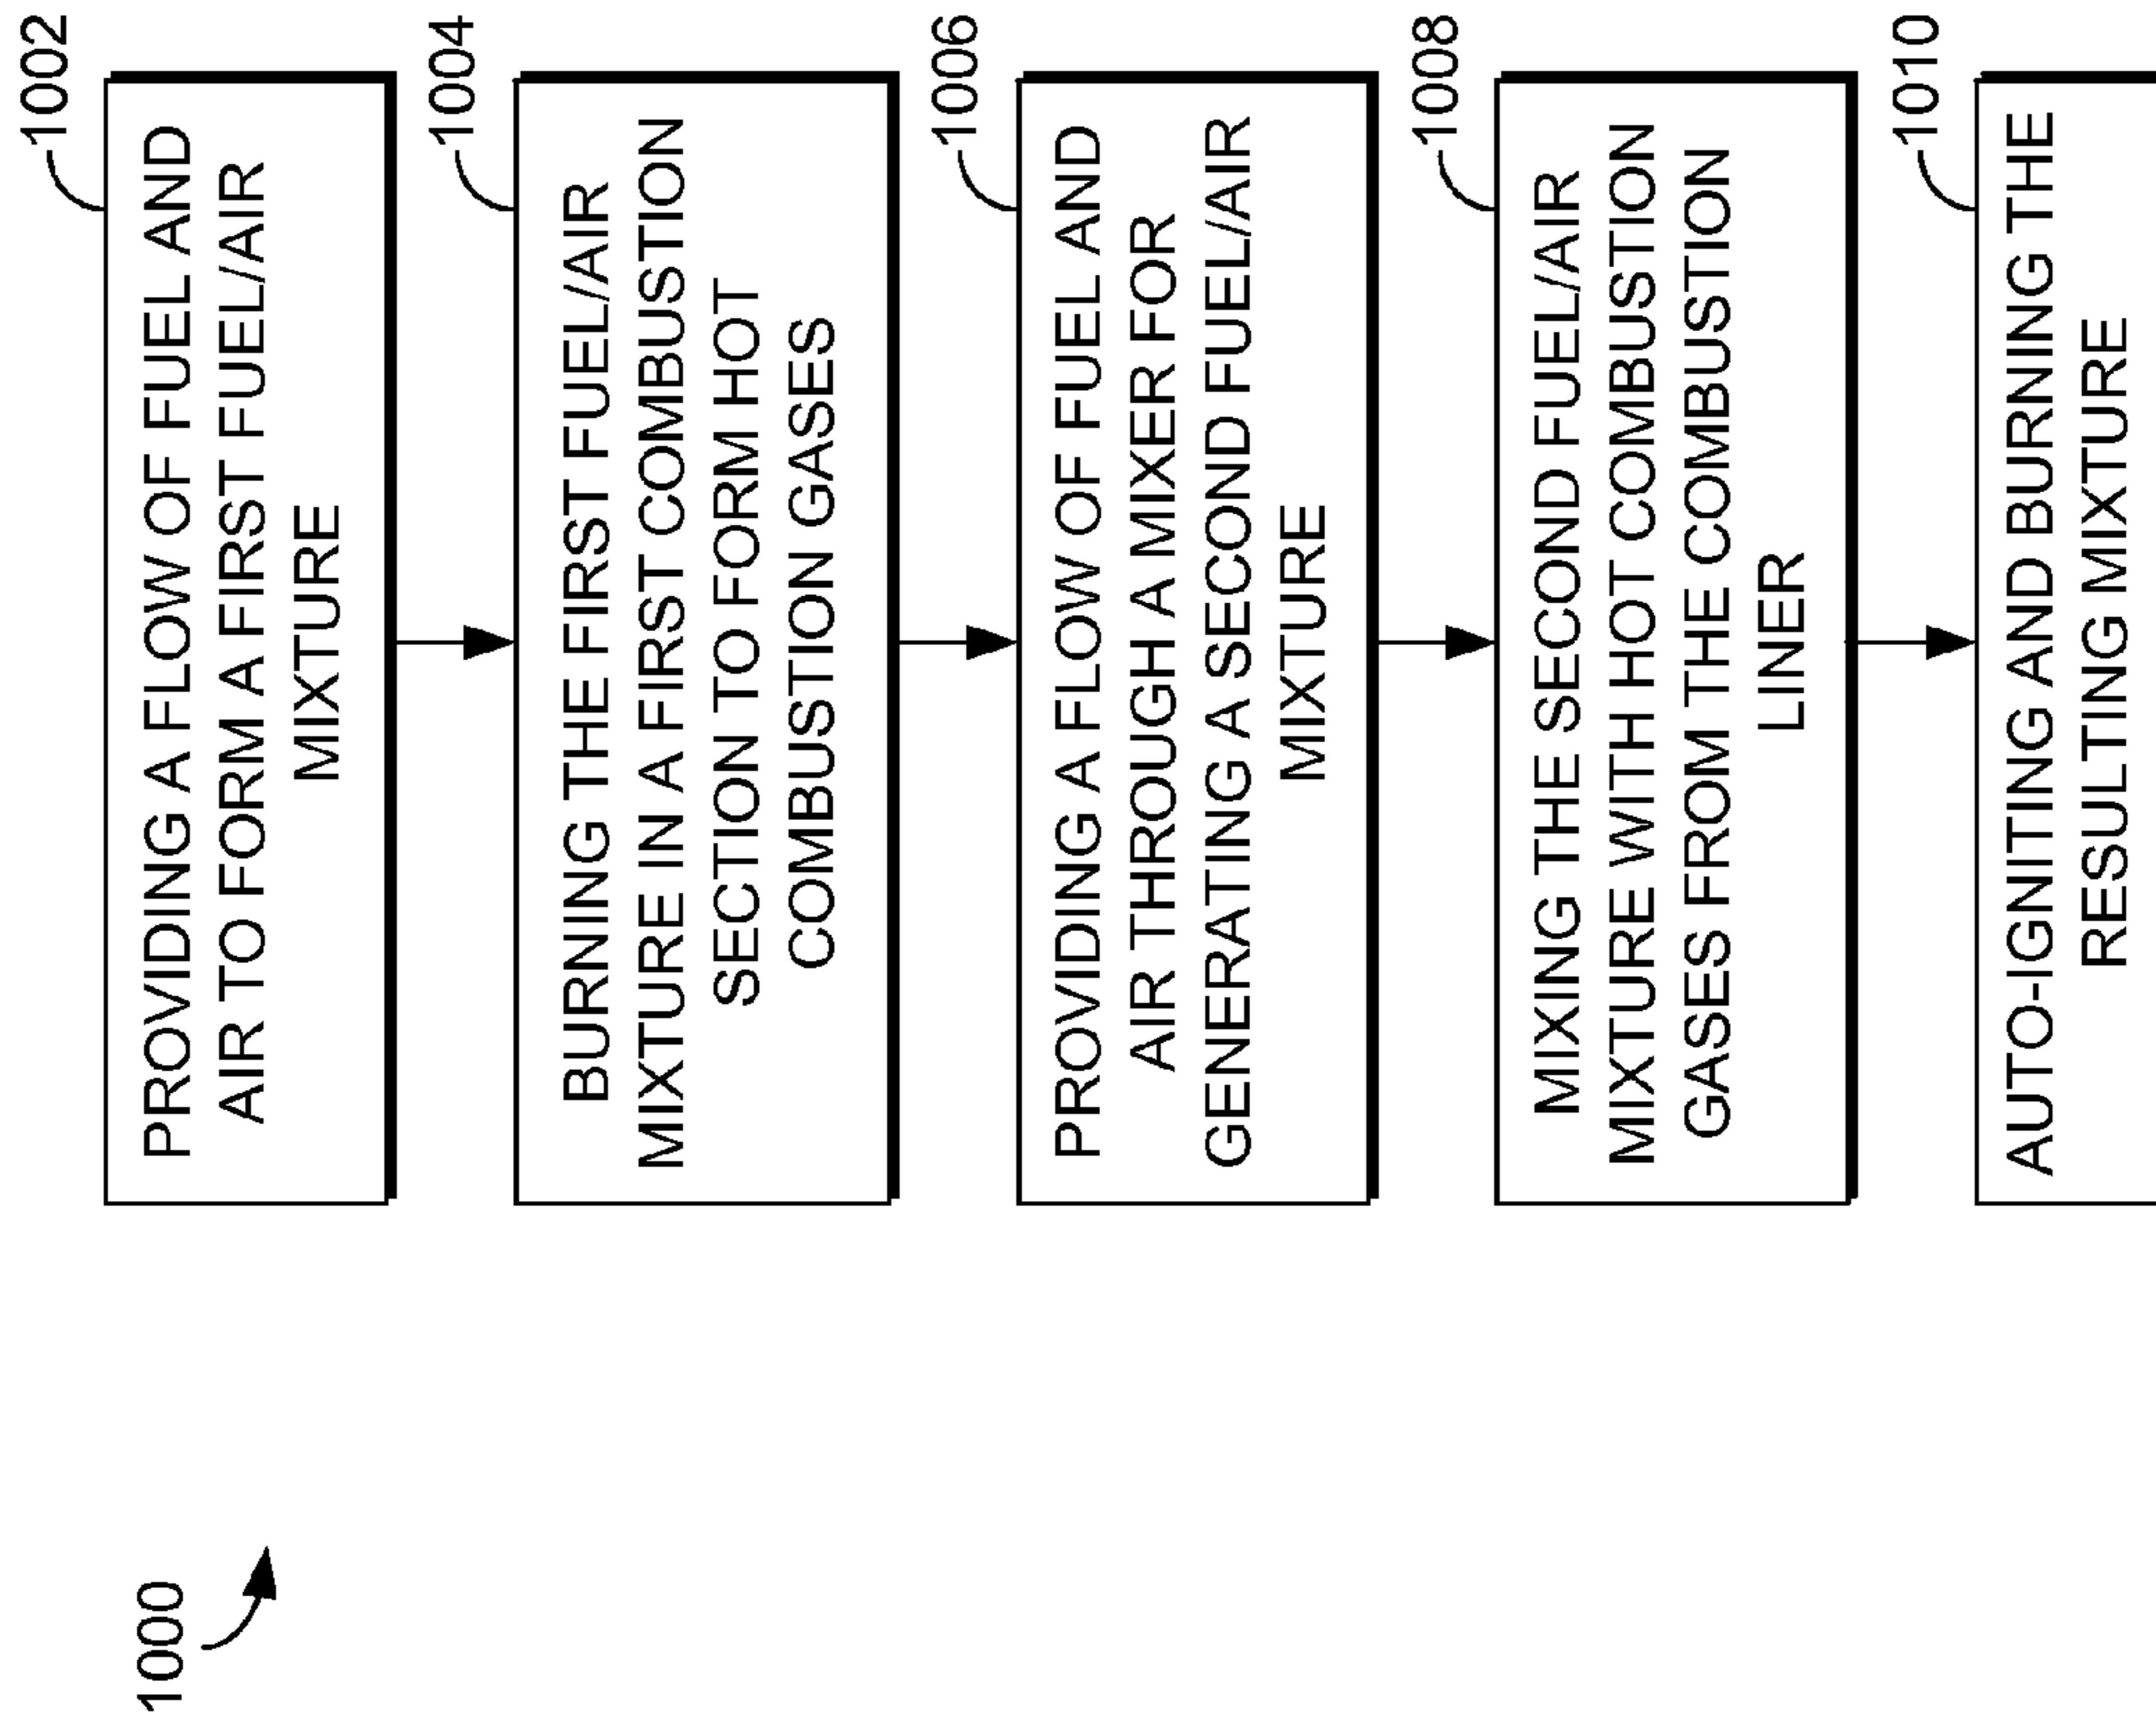 1000
1002
PROVIDING A FLOW OF FUEL AND
AIR TO FORM A FIRST FUEL/AIR
MIXTURE
1004
BURNING THE FIRST FUEL/AIR
MIXTURE IN A FIRST COMBUSTION
SECTION TO FORM HOT
COMBUSTION GASES
1006
PROVIDING A FLOW OF FUEL AND
AIR THROUGH A MIXER FOR
GENERATING A SECOND FUEL/AIR
MIXTURE
1008
MIXING THE SECOND FUEL/AIR
MIXTURE WITH HOT COMBUSTION
GASES FROM THE COMBUSTION
LINER
1010
AUTO-IGNITING AND BURNING THE
RESULTING MIXTURE